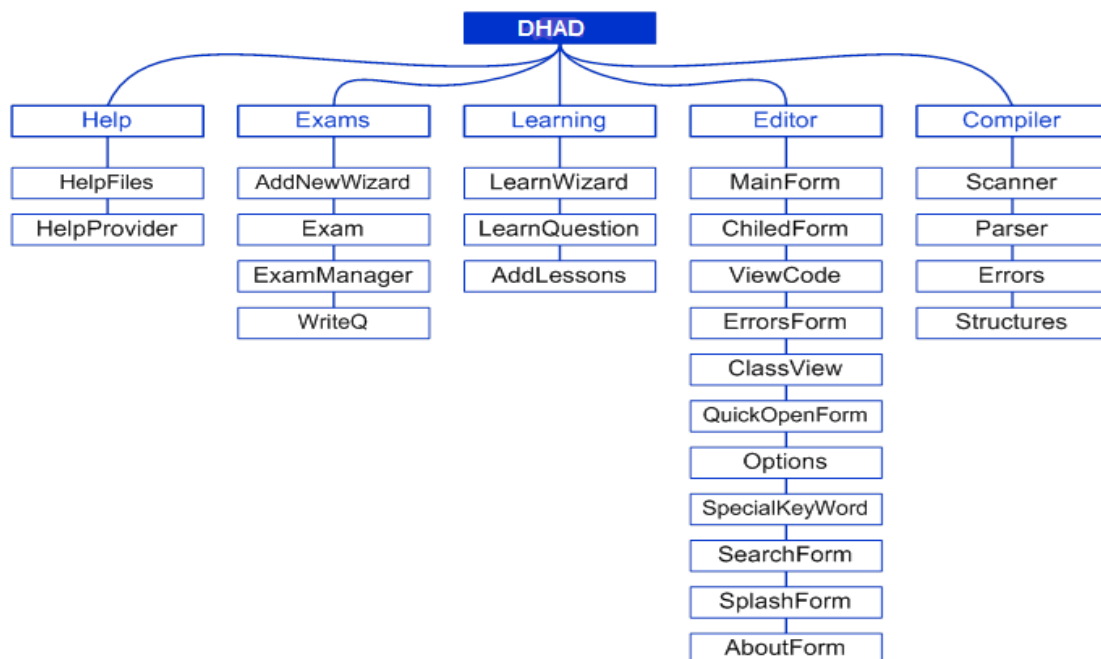 DHAD
Help
HelpFiles
HelpProvider
Exams
AddNewWizard
Exam
ExamManager
WriteQ
Learning
LearnWizard
LearnQuestion
AddLessons
Editor
MainForm
ChiledForm
ViewCode
ErrorsForm
ClassView
QuickOpenForm
Options
SpecialKeyWord
SearchForm
SplashForm
AboutForm
Compiler
Scanner
Parser
Errors
Structures